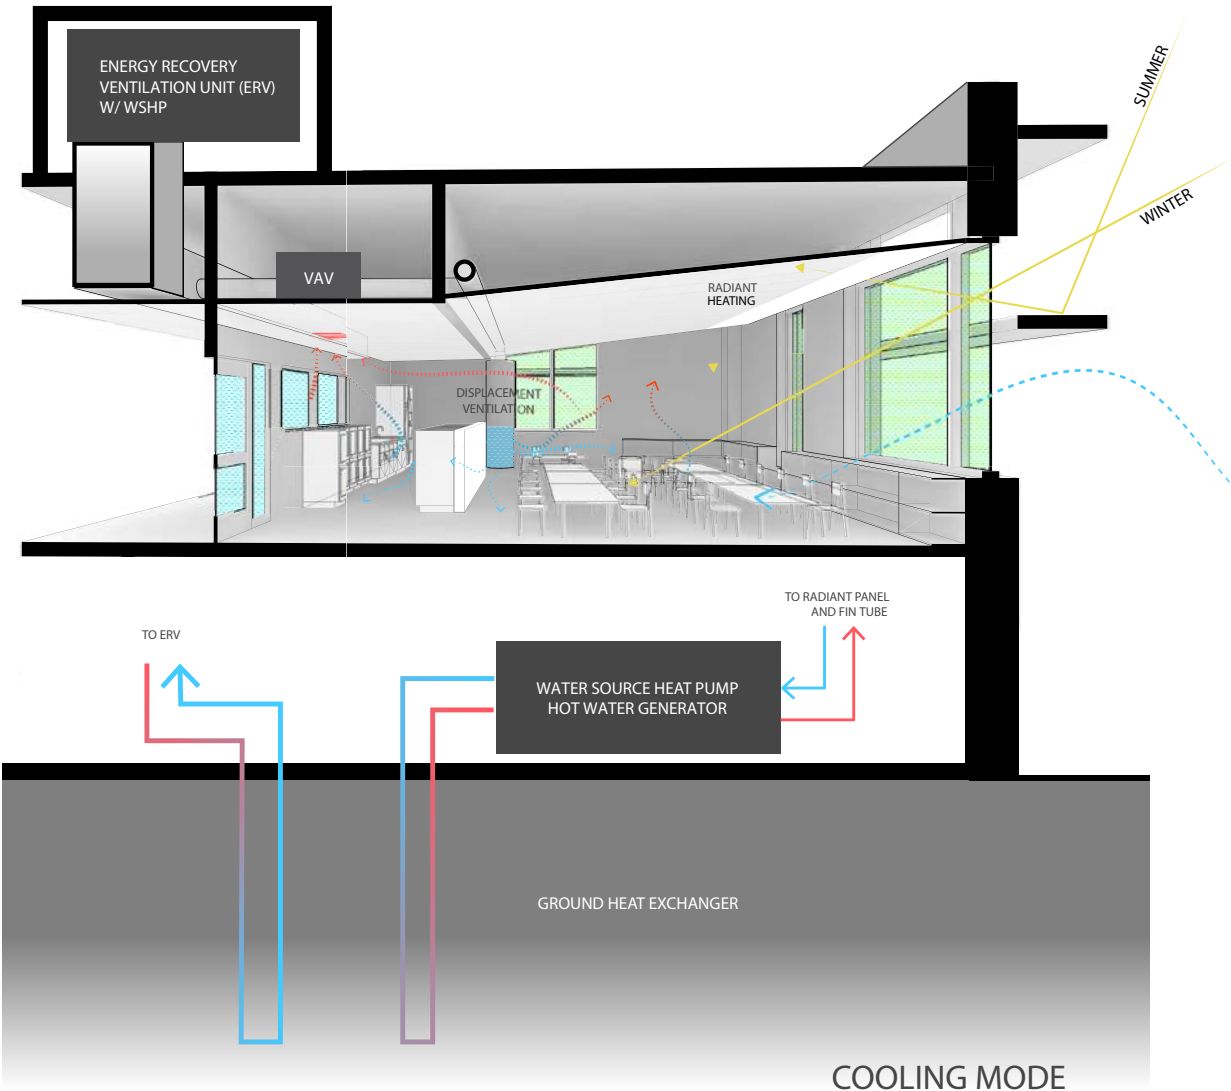 ENERGY RECOVERY
VENTILATION UNIT (ERV)
W/ WSHP
SUMMER
WINTER
VAV
RADIANT
HEATING
DISPLACEMENT
VENTILATION
TO RADIANT PANEL
AND FIN TUBE
TO ERV
WATER SOURCE HEAT PUMP
HOT WATER GENERATOR
GROUND HEAT EXCHANGER
COOLING MODE